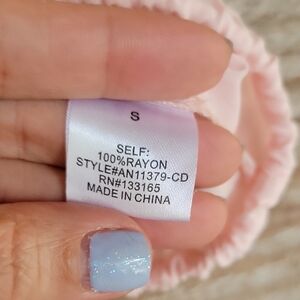 S
SELF:
100%RAYON
STYLE#AN11379-CD
RN#133165
MADE IN CHINA